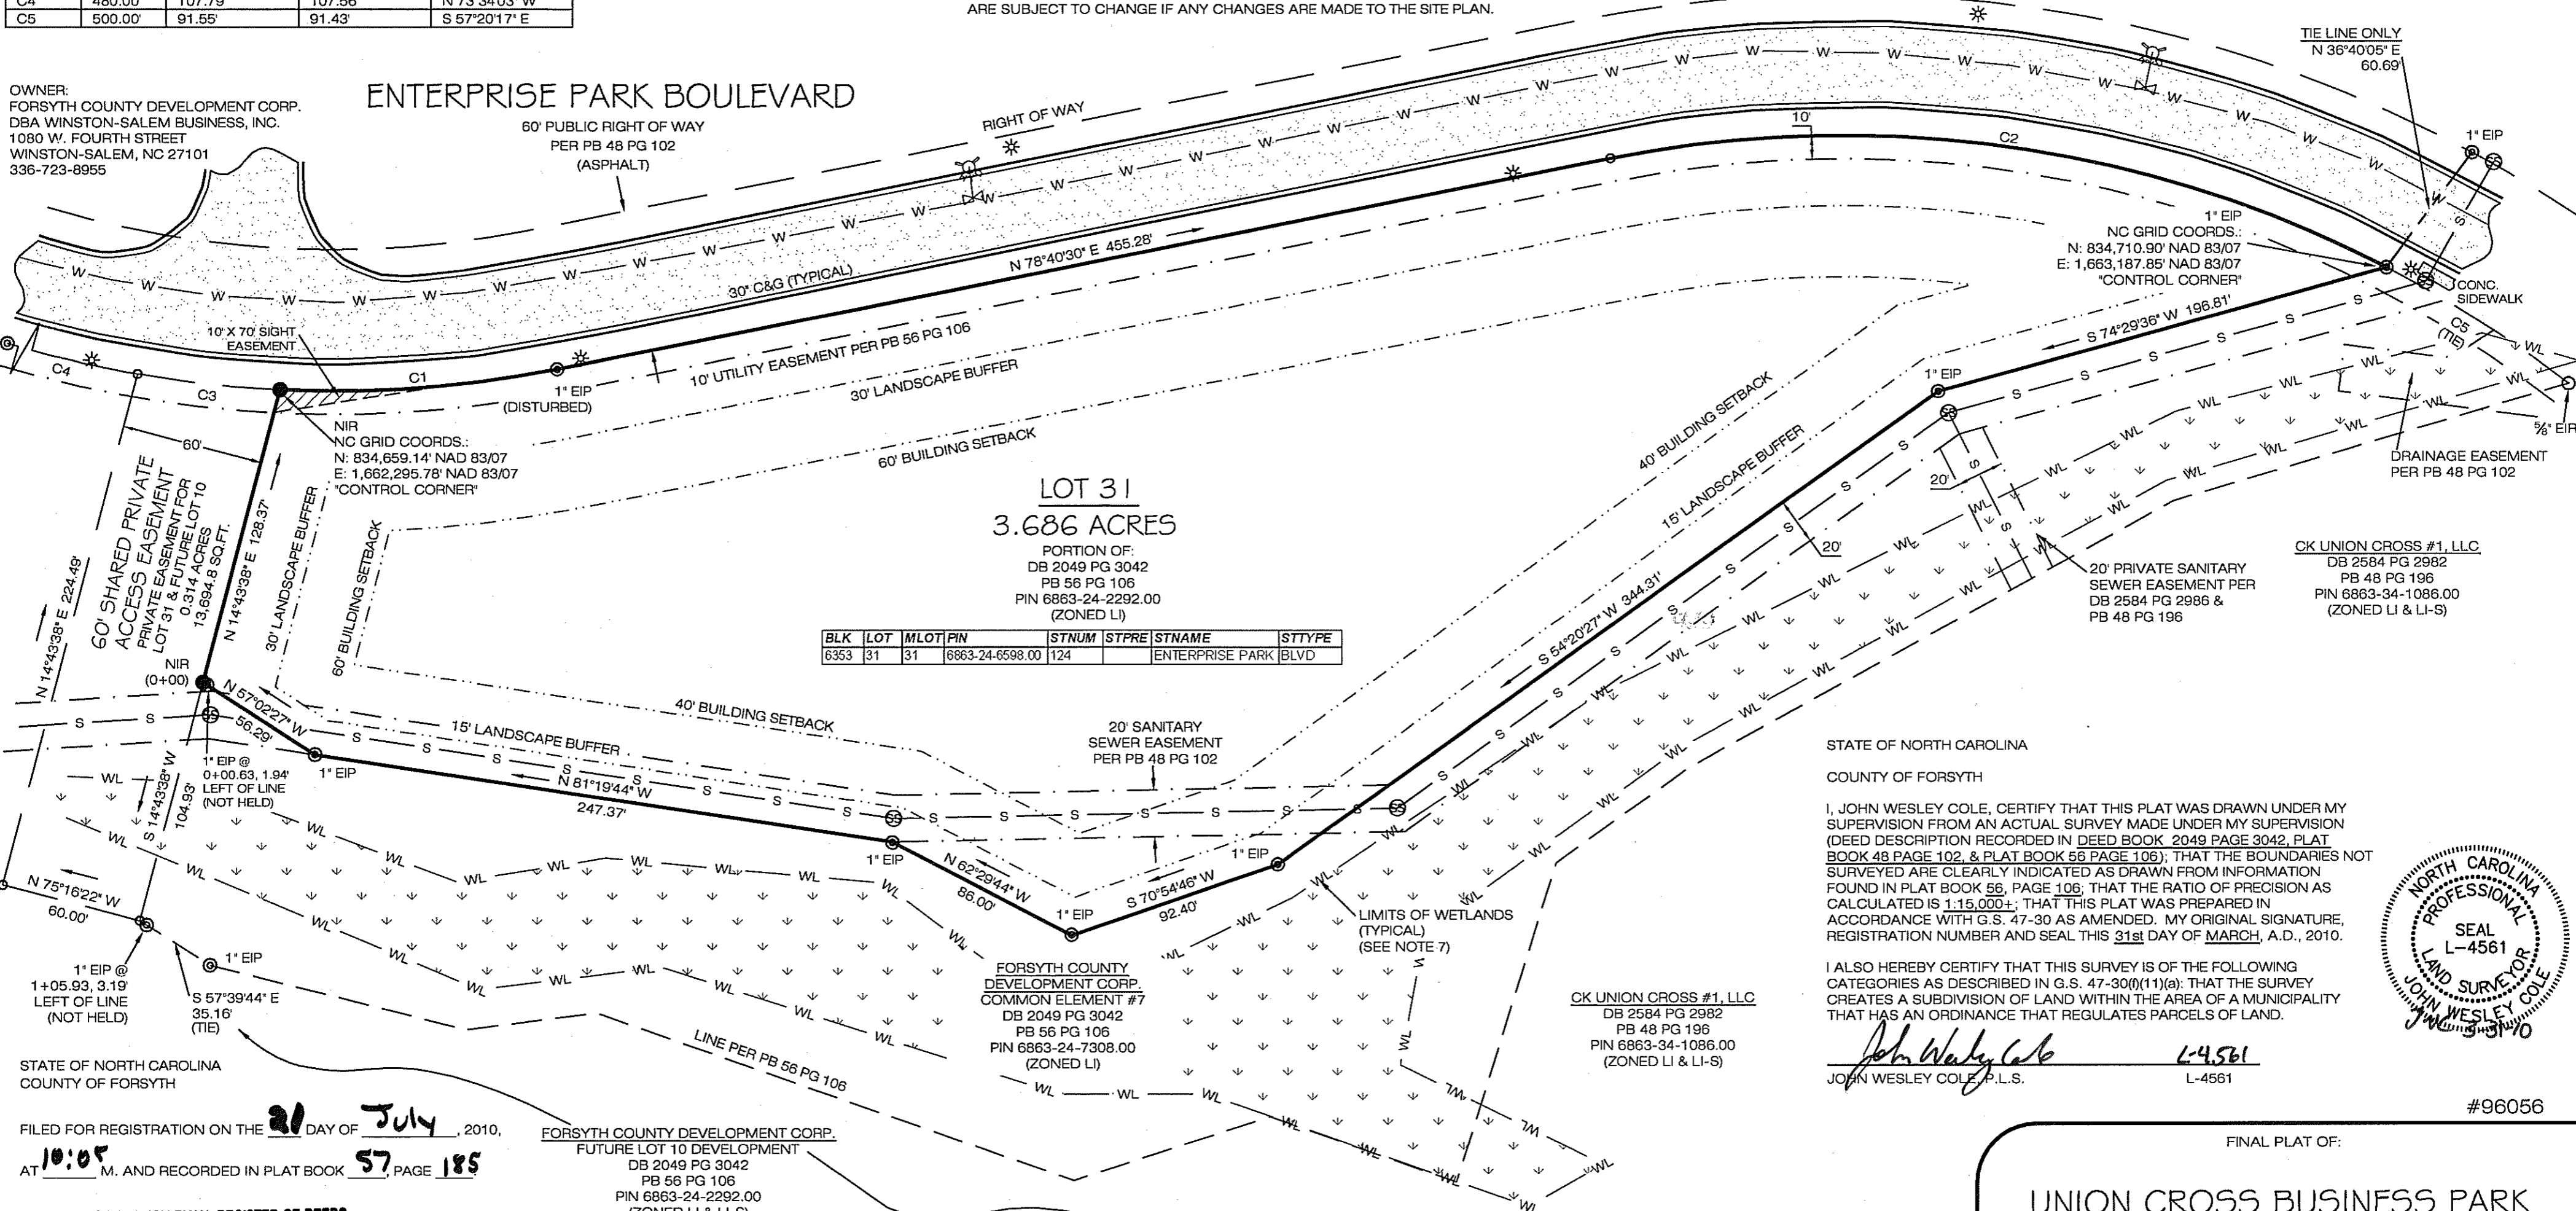 C4 480.00' 107.79' 107.56' N 73°34'03" W
C5 500.00' 91.55' 91.43' S 57°20'17" E
ARE SUBJECT TO CHANGE IF ANY CHANGES ARE MADE TO THE SITE PLAN.
OWNER:
FORSYTH COUNTY DEVELOPMENT CORP.
DBA WINSTON-SALEM BUSINESS, INC.
1080 W. FOURTH STREET
WINSTON-SALEM, NC 27101
336-723-8955
ENTERPRISE PARK BOULEVARD
60' PUBLIC RIGHT OF WAY
PER PB 48 PG 102
(ASPHALT)
RIGHT OF WAY
TIE LINE ONLY
N 36°40'05" E
60.69'
1" EIP
10'
C2
1" EIP
NC GRID COORDS.:
N: 834,710.90' NAD 83/07
E: 1,663,187.85' NAD 83/07
"CONTROL CORNER"
N 78°40'30" E 455.28'
30" C&G (TYPICAL)
CONC.
SIDEWALK
S 74°29'36" W 196.81'
C5
(TIE)
10' X 70' SIGHT
EASEMENT
C4
C3
C1
1" EIP
(DISTURBED)
10' UTILITY EASEMENT PER PB 56 PG 106
30' LANDSCAPE BUFFER
60' BUILDING SETBACK
1" EIP
40' BUILDING SETBACK
15' LANDSCAPE BUFFER
5/8" EIR
DRAINAGE EASEMENT
PER PB 48 PG 102
NIR
NC GRID COORDS.:
N: 834,659.14' NAD 83/07
E: 1,662,295.78' NAD 83/07
"CONTROL CORNER"
60'
60' SHARED PRIVATE
ACCESS EASEMENT
PRIVATE EASEMENT FOR
LOT 31 & FUTURE LOT 10
0.314 ACRES
13,694.8 SQ.FT.
N 14°43'38" E 224.49'
N 14°43'38" E 128.37'
30' LANDSCAPE BUFFER
60' BUILDING SETBACK
LOT 31
3.686 ACRES
PORTION OF:
DB 2049 PG 3042
PB 56 PG 106
PIN 6863-24-2292.00
(ZONED LI)
BLK LOT MLOT PIN STNUM STPRE STNAME STTYPE
6353 31 31 6863-24-6598.00 124 ENTERPRISE PARK BLVD
20'
20'
S 54°20'27" W 344.31'
20' PRIVATE SANITARY
SEWER EASEMENT PER
DB 2584 PG 2986 &
PB 48 PG 196
CK UNION CROSS #1, LLC
DB 2584 PG 2982
PB 48 PG 196
PIN 6863-34-1086.00
(ZONED LI & LI-S)
NIR
(0+00)
N 57°02'27" W
56.29'
1" EIP @
0+00.63, 1.94'
LEFT OF LINE
(NOT HELD)
1" EIP
S 14°43'38" W
104.93'
15' LANDSCAPE BUFFER
40' BUILDING SETBACK
N 81°19'44" W
247.37'
20' SANITARY
SEWER EASEMENT
PER PB 48 PG 102
1" EIP
N 62°29'44" W
86.00'
1" EIP
S 70°54'46" W
92.40'
1" EIP
LIMITS OF WETLANDS
(TYPICAL)
(SEE NOTE 7)
N 75°16'22" W
60.00'
1" EIP @
1+05.93, 3.19'
LEFT OF LINE
(NOT HELD)
1" EIP
S 57°39'44" E
35.16'
(TIE)
LINE PER PB 56 PG 106
FORSYTH COUNTY
DEVELOPMENT CORP.
COMMON ELEMENT #7
DB 2049 PG 3042
PB 56 PG 106
PIN 6863-24-7308.00
(ZONED LI)
CK UNION CROSS #1, LLC
DB 2584 PG 2982
PB 48 PG 196
PIN 6863-34-1086.00
(ZONED LI & LI-S)
STATE OF NORTH CAROLINA
COUNTY OF FORSYTH
I, JOHN WESLEY COLE, CERTIFY THAT THIS PLAT WAS DRAWN UNDER MY
SUPERVISION FROM AN ACTUAL SURVEY MADE UNDER MY SUPERVISION
(DEED DESCRIPTION RECORDED IN DEED BOOK 2049 PAGE 3042, PLAT
BOOK 48 PAGE 102, & PLAT BOOK 56 PAGE 106); THAT THE BOUNDARIES NOT
SURVEYED ARE CLEARLY INDICATED AS DRAWN FROM INFORMATION
FOUND IN PLAT BOOK 56, PAGE 106; THAT THE RATIO OF PRECISION AS
CALCULATED IS 1:15,000+; THAT THIS PLAT WAS PREPARED IN
ACCORDANCE WITH G.S. 47-30 AS AMENDED. MY ORIGINAL SIGNATURE,
REGISTRATION NUMBER AND SEAL THIS 31st DAY OF MARCH, A.D., 2010.
I ALSO HEREBY CERTIFY THAT THIS SURVEY IS OF THE FOLLOWING
CATEGORIES AS DESCRIBED IN G.S. 47-30(f)(11)(a): THAT THE SURVEY
CREATES A SUBDIVISION OF LAND WITHIN THE AREA OF A MUNICIPALITY
THAT HAS AN ORDINANCE THAT REGULATES PARCELS OF LAND.
John Wesley Cole L-4561
JOHN WESLEY COLE, P.L.S. L-4561
NORTH CAROLINA
PROFESSIONAL
SEAL
L-4561
LAND SURVEYOR
JOHN WESLEY COLE
JWC 3-31-10
STATE OF NORTH CAROLINA
COUNTY OF FORSYTH
FILED FOR REGISTRATION ON THE 21 DAY OF July, 2010,
AT 10:05 M. AND RECORDED IN PLAT BOOK 57, PAGE 185
FORSYTH COUNTY DEVELOPMENT CORP.
FUTURE LOT 10 DEVELOPMENT
DB 2049 PG 3042
PB 56 PG 106
PIN 6863-24-2292.00
(ZONED LI & LI-S)
#96056
FINAL PLAT OF:
UNION CROSS BUSINESS PARK